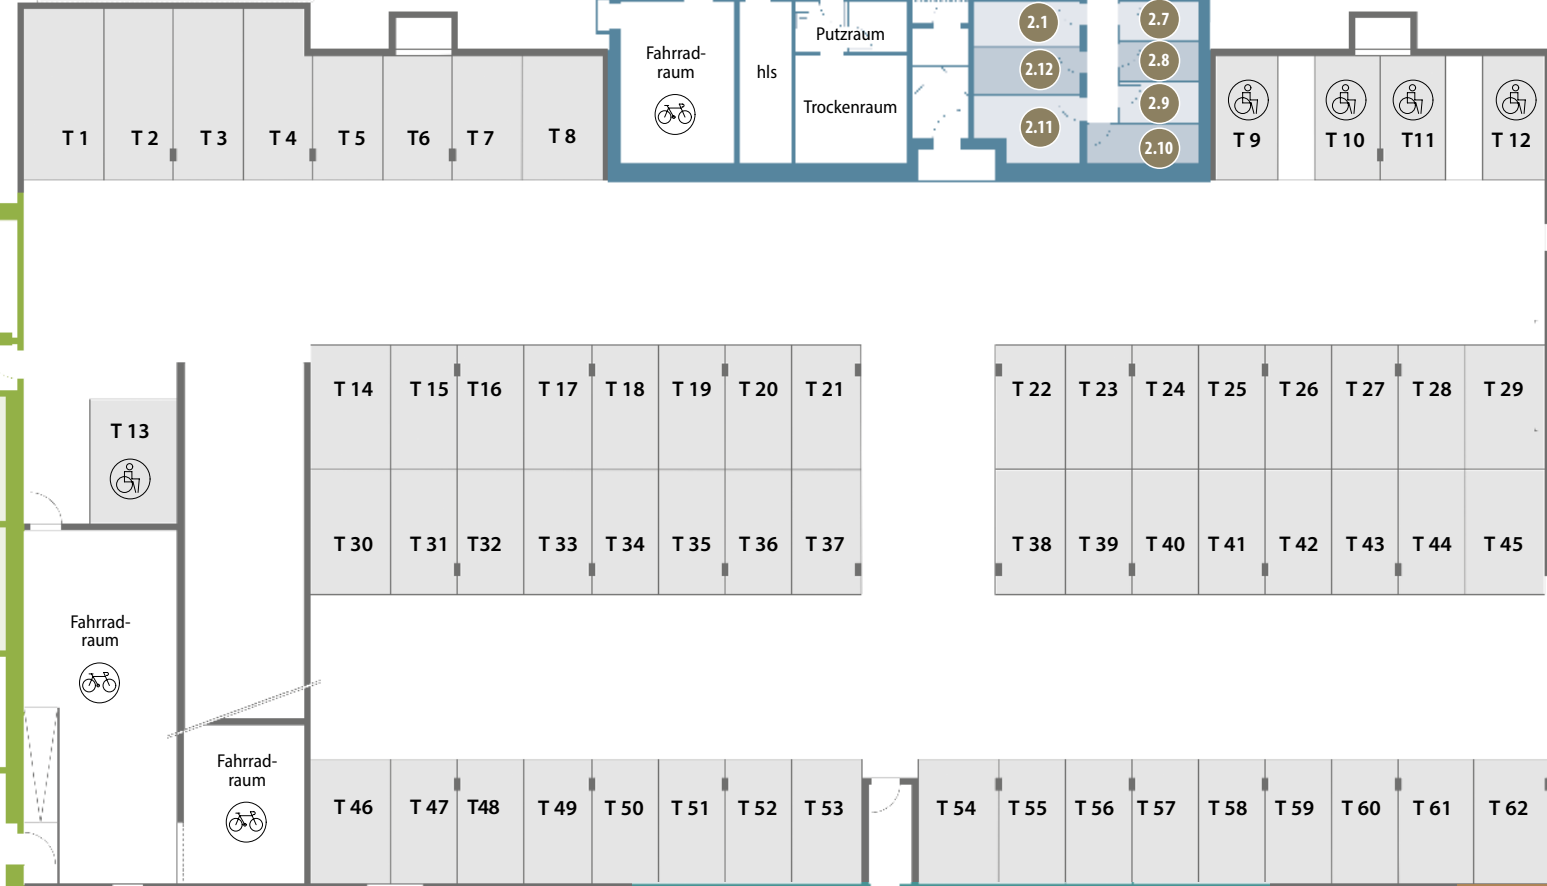 2.1
2.7
Putzraum
2.12
2.8
Fahrrad-
raum
hls
Trockenraum
2.9
2.11
2.10
T 1
T 2
T 3
T 4
T 5
T6
T 7
T 8
T 9
T 10
T11
T 12
T 14
T 15
T16
T 17
T 18
T 19
T 20
T 21
T 22
T 23
T 24
T 25
T 26
T 27
T 28
T 29
T 13
T 30
T 31
T32
T 33
T 34
T 35
T 36
T 37
T 38
T 39
T 40
T 41
T 42
T 43
T 44
T 45
Fahrrad-
raum
Fahrrad-
raum
T 46
T 47
T48
T 49
T 50
T 51
T 52
T 53
T 54
T 55
T 56
T 57
T 58
T 59
T 60
T 61
T 62